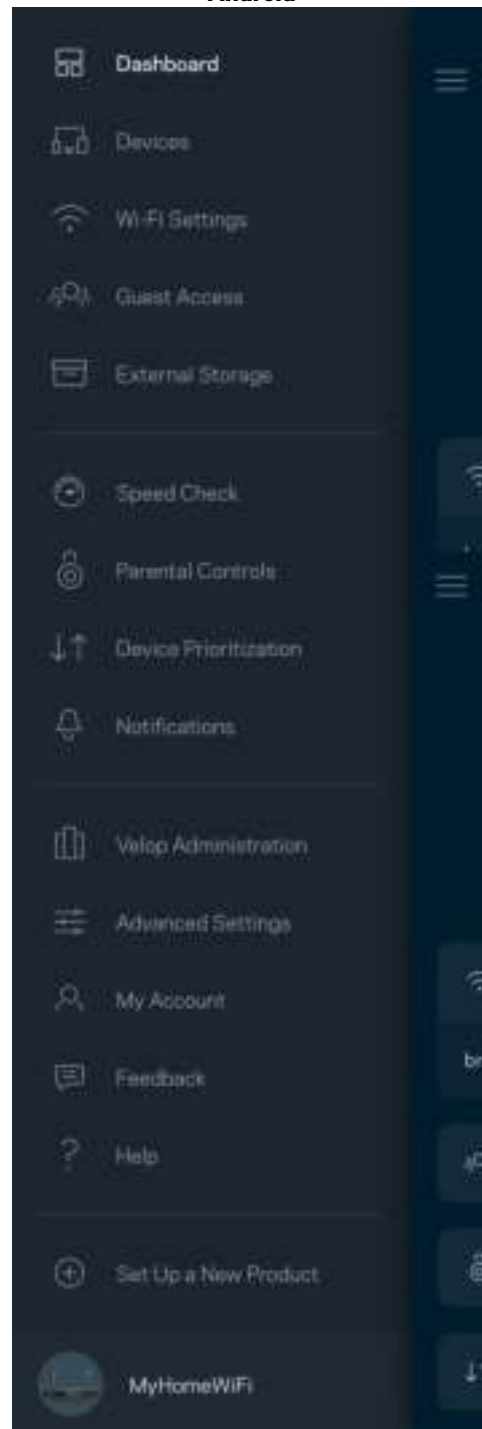 Android
Dashboard
Devices
Wi-Fi Settings
Guest Access
External Storage
Speed Check
Parental Controls
Device Prioritization
Notifications
Velop Administration
Advanced Settings
My Account
Feedback
Help
Set Up a New Product
MyHomeWiFi
br